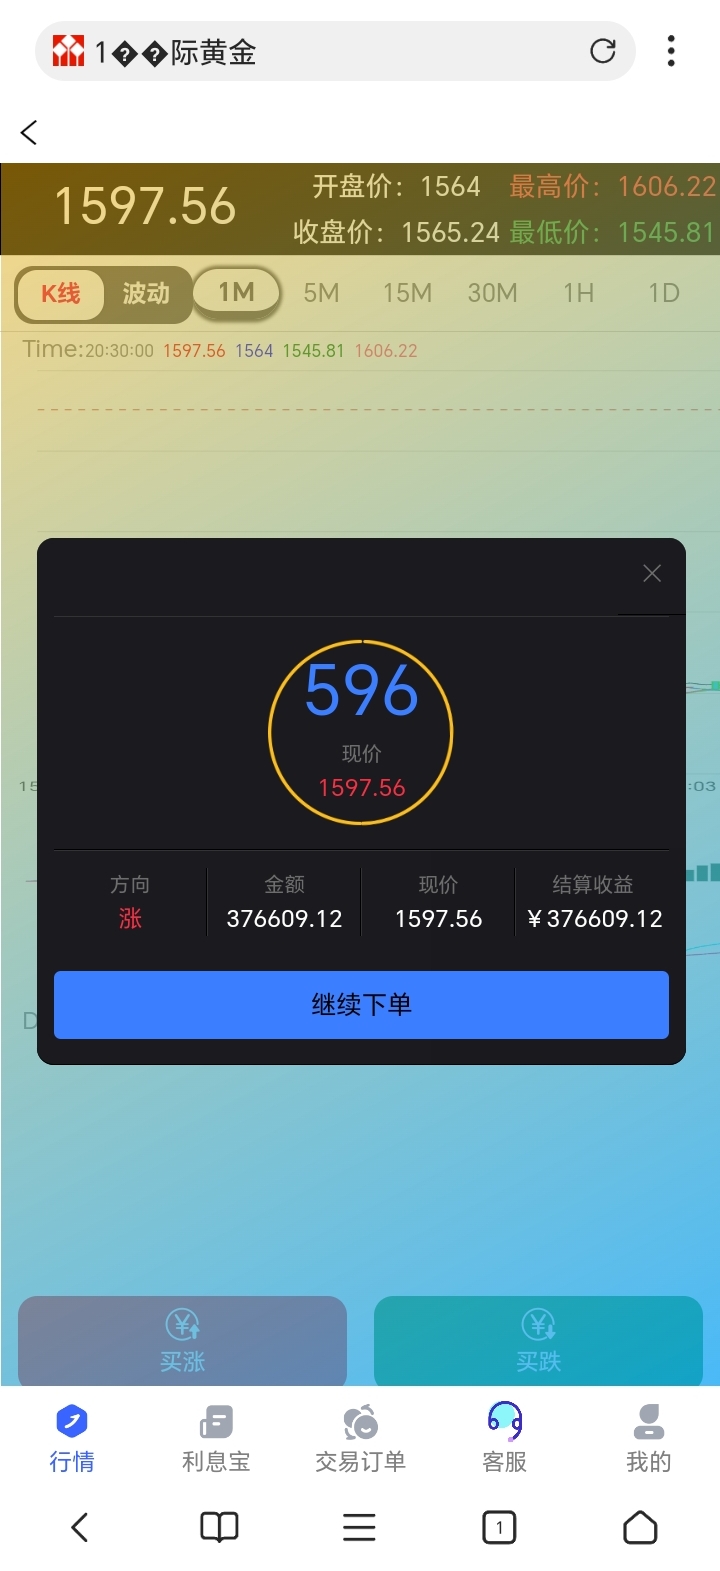 1��际黄金
1597.56
开盘价：1564 最高价：1606.22
收盘价：1565.24 最低价：1545.81
K线 波动 1M 5M 15M 30M 1H 1D
Time:20:30:00 1597.56 1564 1545.81 1606.22
596
现价
1597.56
15
:03
方向 金额 现价 结算收益
涨 376609.12 1597.56 ¥376609.12
继续下单
D
买涨 买跌
行情 利息宝 交易订单 客服 我的
1